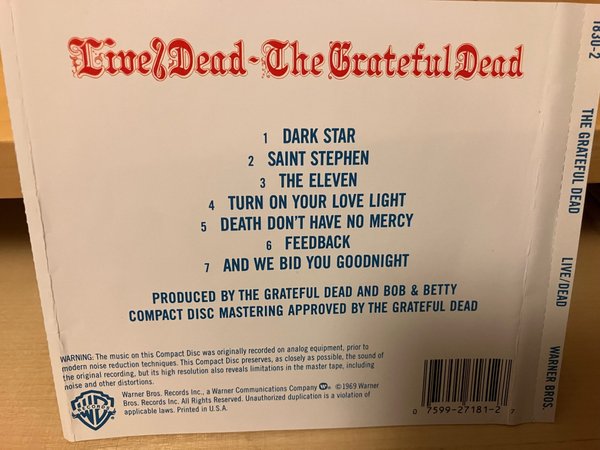 Live/Dead - The Grateful Dead
1 DARK STAR
2 SAINT STEPHEN
3 THE ELEVEN
4 TURN ON YOUR LOVE LIGHT
5 DEATH DON'T HAVE NO MERCY
6 FEEDBACK
7 AND WE BID YOU GOODNIGHT
PRODUCED BY THE GRATEFUL DEAD AND BOB & BETTY
COMPACT DISC MASTERING APPROVED BY THE GRATEFUL DEAD
WARNING: The music on this Compact Disc was originally recorded on analog equipment, prior to
modern noise reduction techniques. This Compact Disc preserves, as closely as possible, the sound of
the original recording, but its high resolution also reveals limitations in the master tape, including
noise and other distortions.
Warner Bros. Records Inc., a Warner Communications Company ©1969 Warner
Bros. Records Inc. All Rights Reserved. Unauthorized duplication is a violation of
applicable laws. Printed in U.S.A.
RECORDS
0 7599-27181-2 7
1830-2 THE GRATEFUL DEAD LIVE/DEAD WARNER BROS.